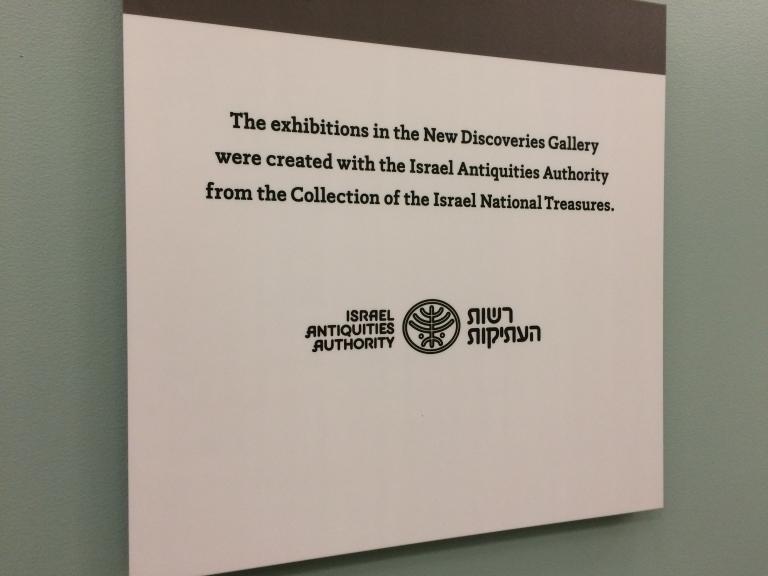 The exhibitions in the New Discoveries Gallery
were created with the Israel Antiquities Authority
from the Collection of the Israel National Treasures.
ISRAEL
ANTIQUITIES
AUTHORITY
רשות
העתיקות